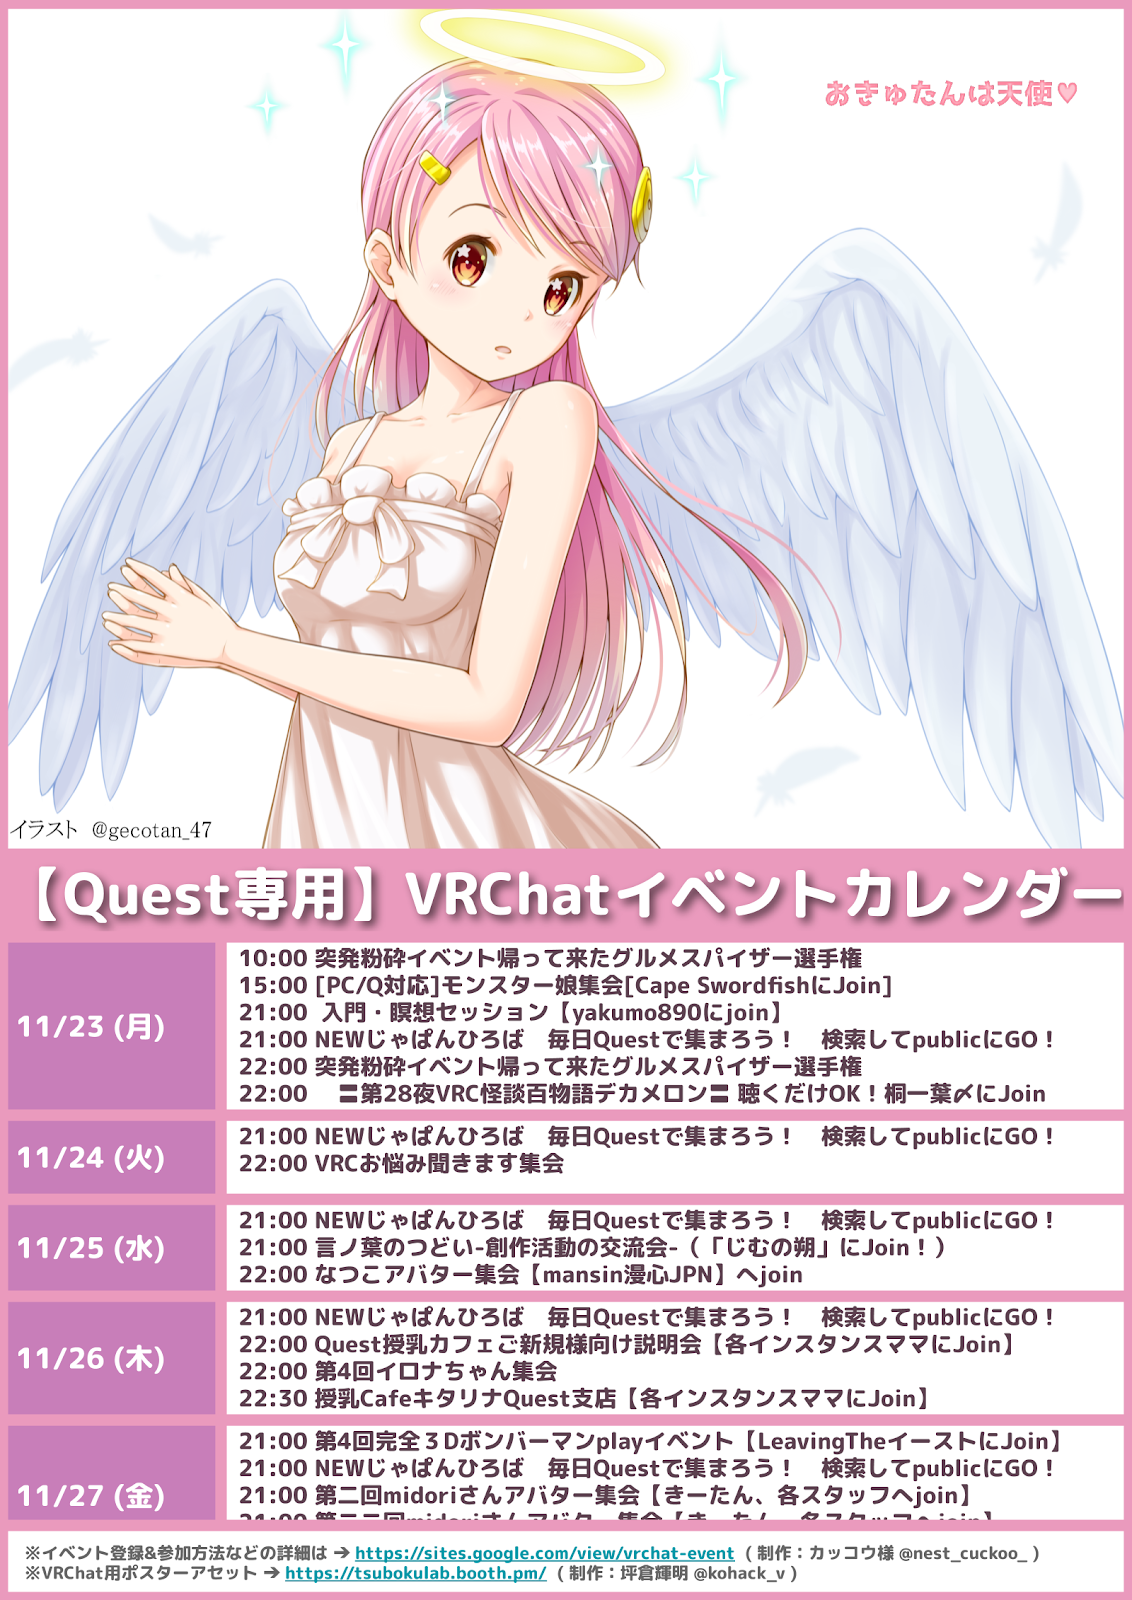 おきゅたんは天使♥
イラスト @gecotan_47
【Quest専用】VRChatイベントカレンダー
11/23 (月)
10:00 突発粉砕イベント帰って来たグルメスパイザー選手権
15:00 [PC/Q対応]モンスター娘集会[Cape SwordfishにJoin]
21:00 入門・瞑想セッション【yakumo890にjoin】
21:00 NEWじゃぱんひろば　毎日Questで集まろう！　検索してpublicにGO！
22:00 突発粉砕イベント帰って来たグルメスパイザー選手権
22:00 　〓第28夜VRC怪談百物語デカメロン〓 聴くだけOK！桐一葉〆にJoin
11/24 (火)
21:00 NEWじゃぱんひろば　毎日Questで集まろう！　検索してpublicにGO！
22:00 VRCお悩み聞きます集会
11/25 (水)
21:00 NEWじゃぱんひろば　毎日Questで集まろう！　検索してpublicにGO！
21:00 言ノ葉のつどい-創作活動の交流会-（「じむの朔」にJoin！）
22:00 なつこアバター集会【mansin漫心JPN】へjoin
11/26 (木)
21:00 NEWじゃぱんひろば　毎日Questで集まろう！　検索してpublicにGO！
22:00 Quest授乳カフェご新規様向け説明会【各インスタンスママにJoin】
22:00 第4回イロナちゃん集会
22:30 授乳CafeキタリナQuest支店【各インスタンスママにJoin】
11/27 (金)
21:00 第4回完全３DボンバーマンplayイベントⅠ【LeavingTheイーストにJoin】
21:00 NEWじゃぱんひろば　毎日Questで集まろう！　検索してpublicにGO！
21:00 第二回midoriさんアバター集会【きーたん、各スタッフへjoin】
※イベント登録&参加方法などの詳細は → https://sites.google.com/view/vrchat-event ( 制作：カッコウ様 @nest_cuckoo_ )
※VRChat用ポスターアセット → https://tsubokulab.booth.pm/ ( 制作：坪倉輝明 @kohack_v )